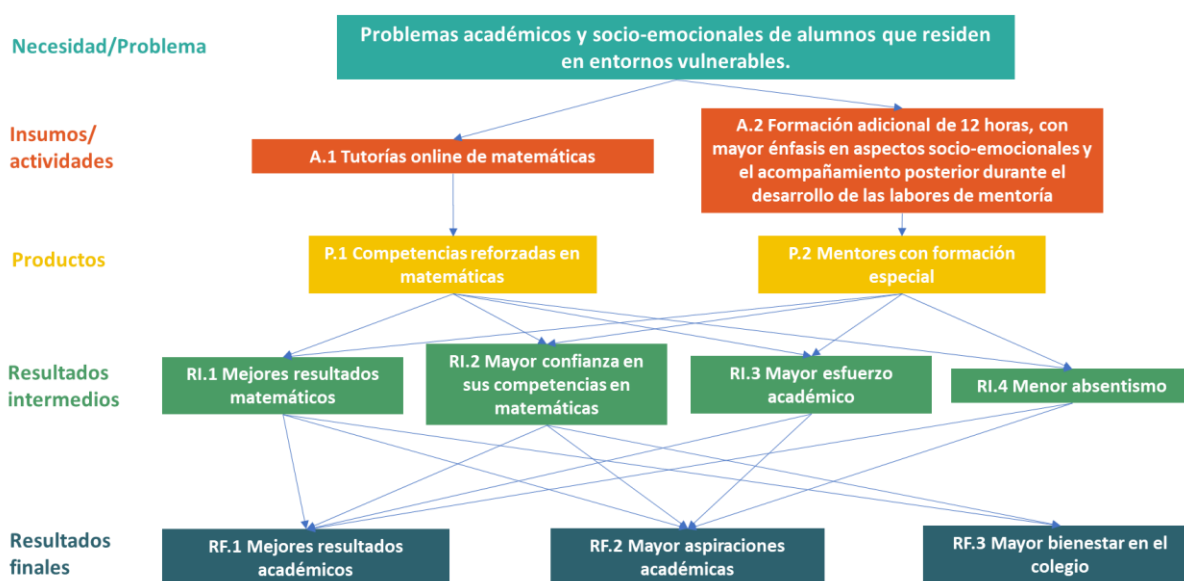 Necesidad/Problema
Problemas académicos y socio-emocionales de alumnos que residen
en entornos vulnerables.
Insumos/
actividades
A.1 Tutorías online de matemáticas
A.2 Formación adicional de 12 horas, con
mayor énfasis en aspectos socio-emocionales y
el acompañamiento posterior durante el
desarrollo de las labores de mentoría
Productos
P.1 Competencias reforzadas en
matemáticas
P.2 Mentores con formación
especial
Resultados
intermedios
RI.1 Mejores resultados
matemáticos
RI.2 Mayor confianza en
sus competencias en
matemáticas
RI.3 Mayor esfuerzo
académico
RI.4 Menor absentismo
Resultados
finales
RF.1 Mejores resultados
académicos
RF.2 Mayor aspiraciones
académicas
RF.3 Mayor bienestar en el
colegio